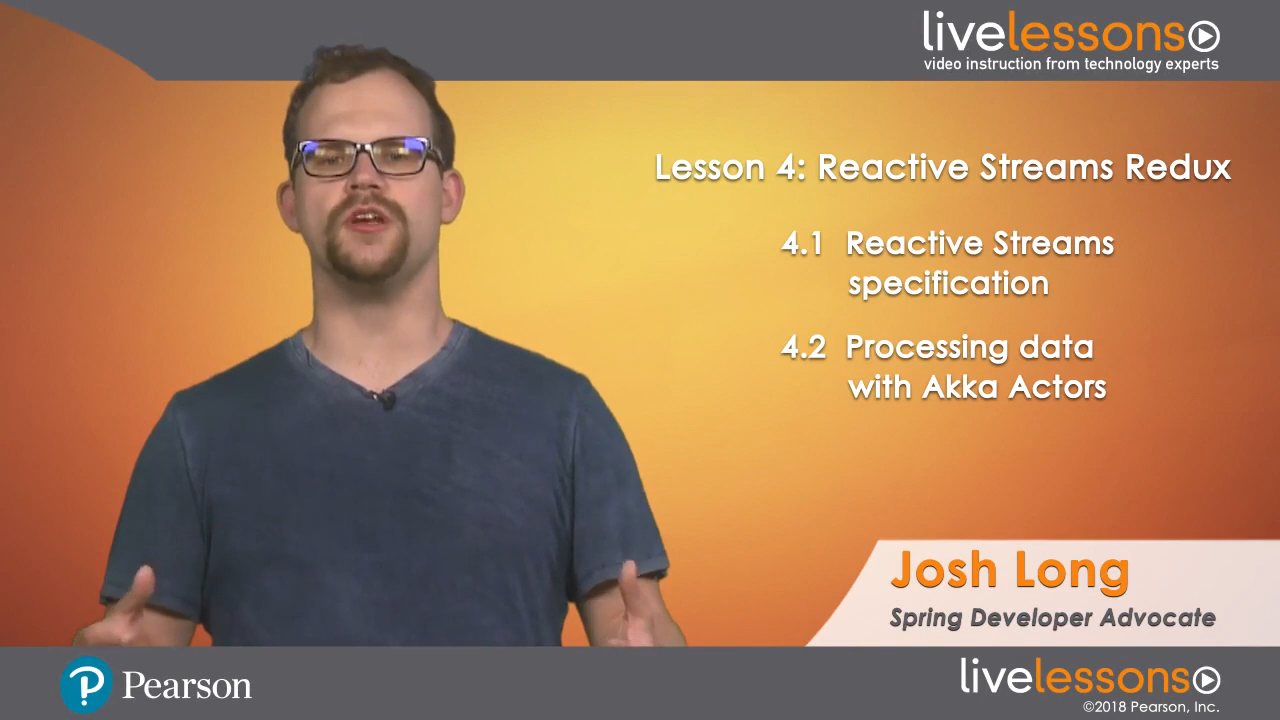 livelessons
video instruction from technology experts
Lesson 4: Reactive Streams Redux
4.1 Reactive Streams
specification
4.2 Processing data
with Akka Actors
Josh Long
Spring Developer Advocate
Pearson
livelessons
©2018 Pearson, Inc.